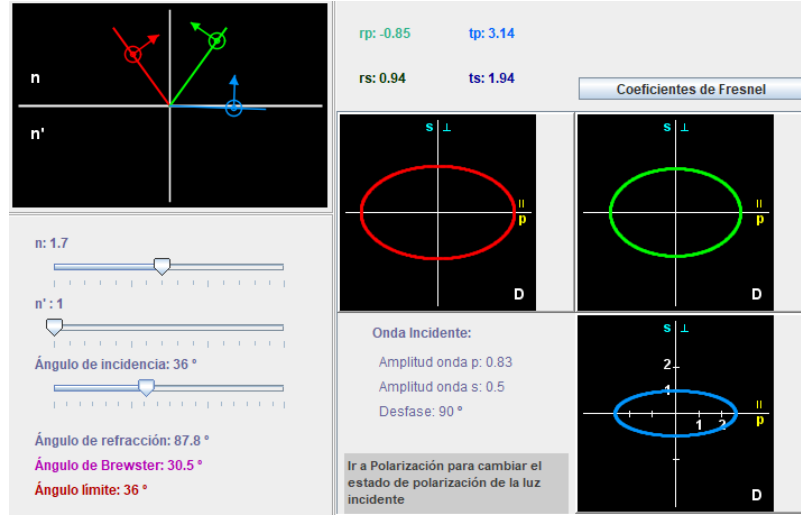 n
n'
rp: -0.85
tp: 3.14
rs: 0.94
ts: 1.94
Coeficientes de Fresnel
s ⊥
=
p
D
s ⊥
=
p
D
n: 1.7
n' : 1
Ángulo de incidencia: 36 º
Ángulo de refracción: 87.8 º
Ángulo de Brewster: 30.5 º
Ángulo límite: 36 º
Onda Incidente:
Amplitud onda p: 0.83
Amplitud onda s: 0.5
Desfase: 90 º
Ir a Polarización para cambiar el
estado de polarización de la luz
incidente
s ⊥
2
1
=
1 2
p
D